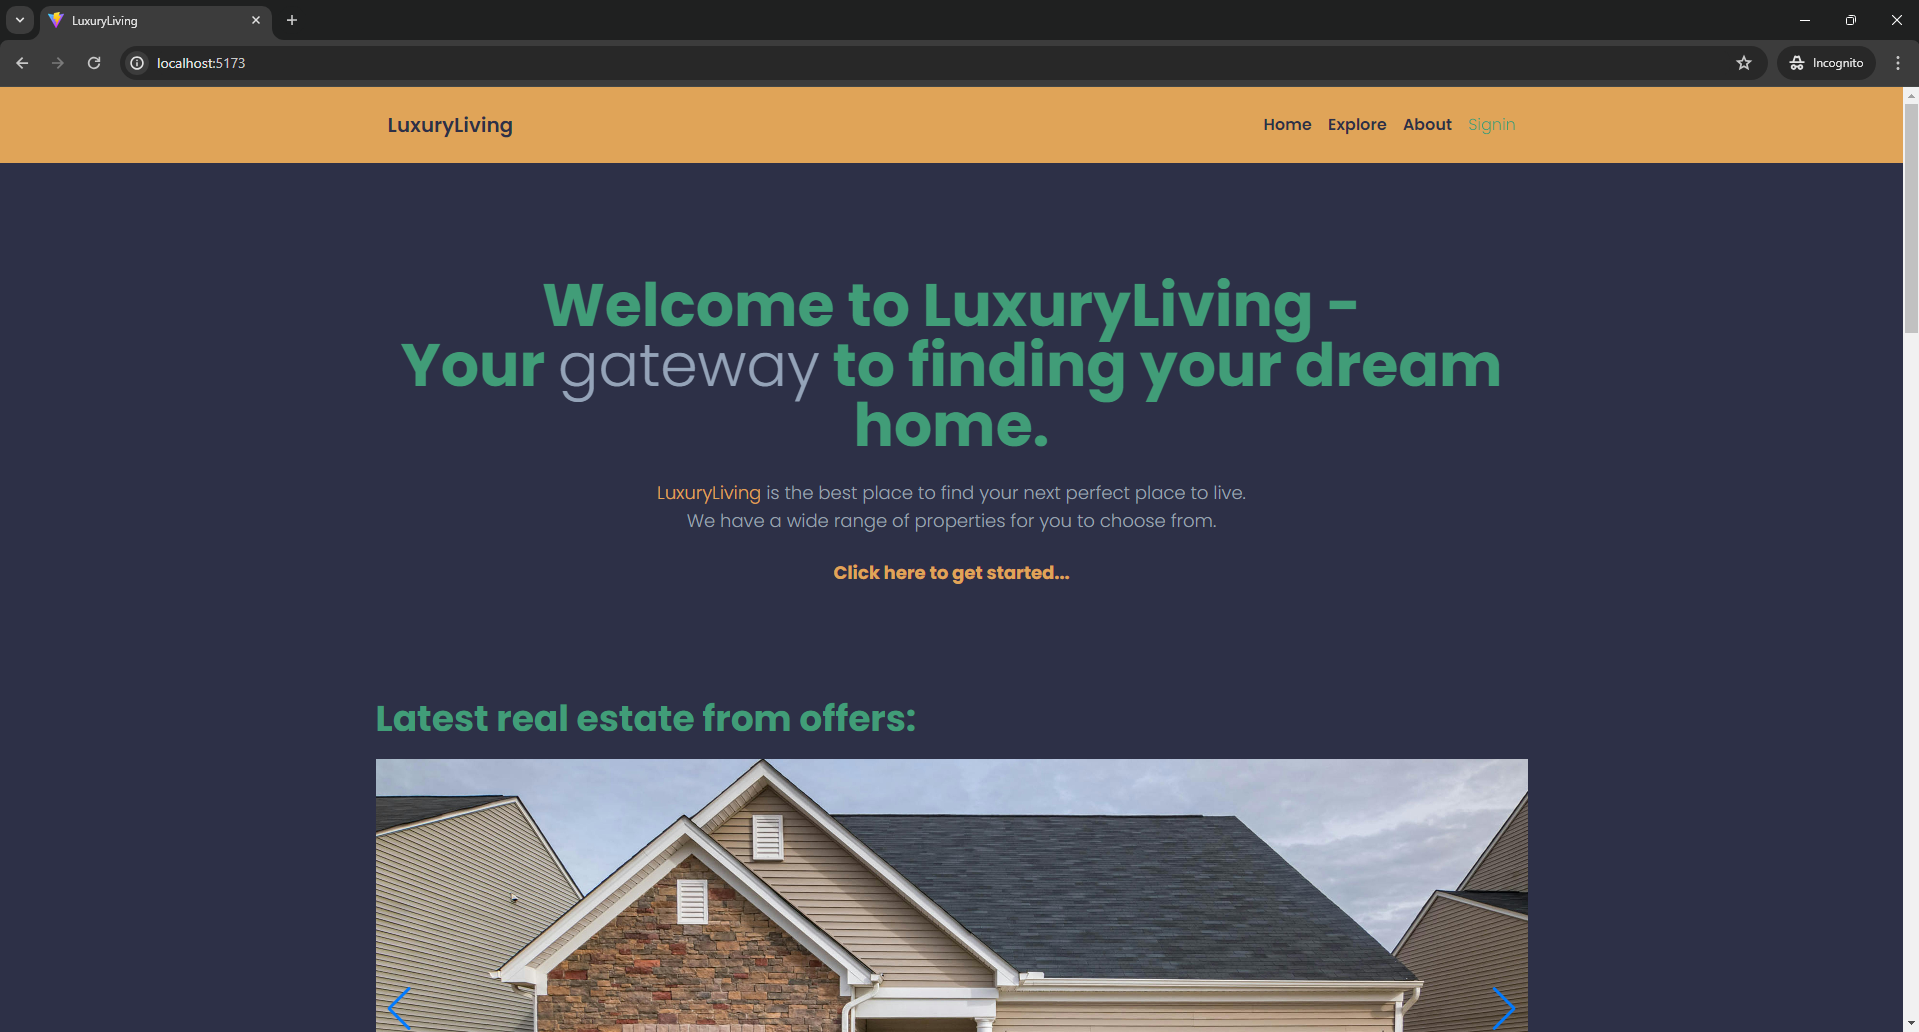 LuxuryLiving
localhost:5173
Incognito
LuxuryLiving
Home Explore About Signin
Welcome to LuxuryLiving -
Your gateway to finding your dream
home.
LuxuryLiving is the best place to find your next perfect place to live.
We have a wide range of properties for you to choose from.
Click here to get started...
Latest real estate from offers: